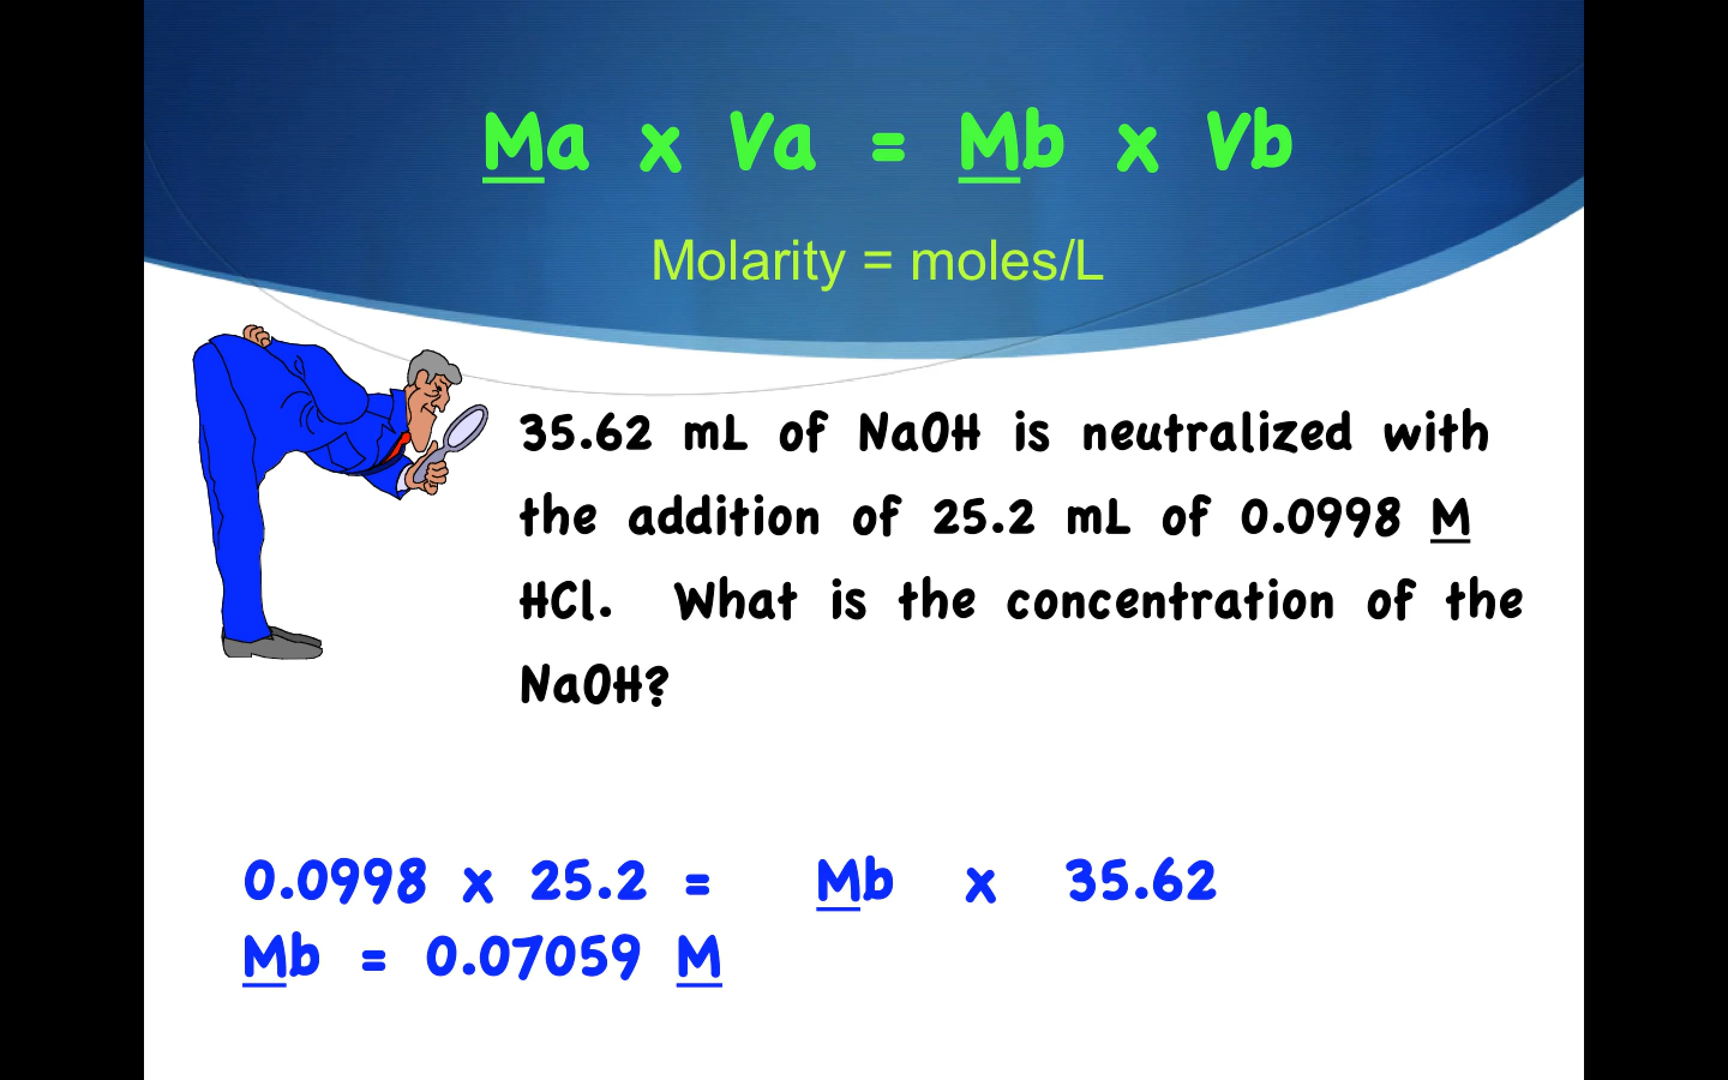 Ma x Va = Mb x Vb
Molarity = moles/L
35.62 mL of NaOH is neutralized with
the addition of 25.2 mL of 0.0998 M
HCl. What is the concentration of the
NaOH?
0.0998 x 25.2 = Mb x 35.62
Mb = 0.07059 M